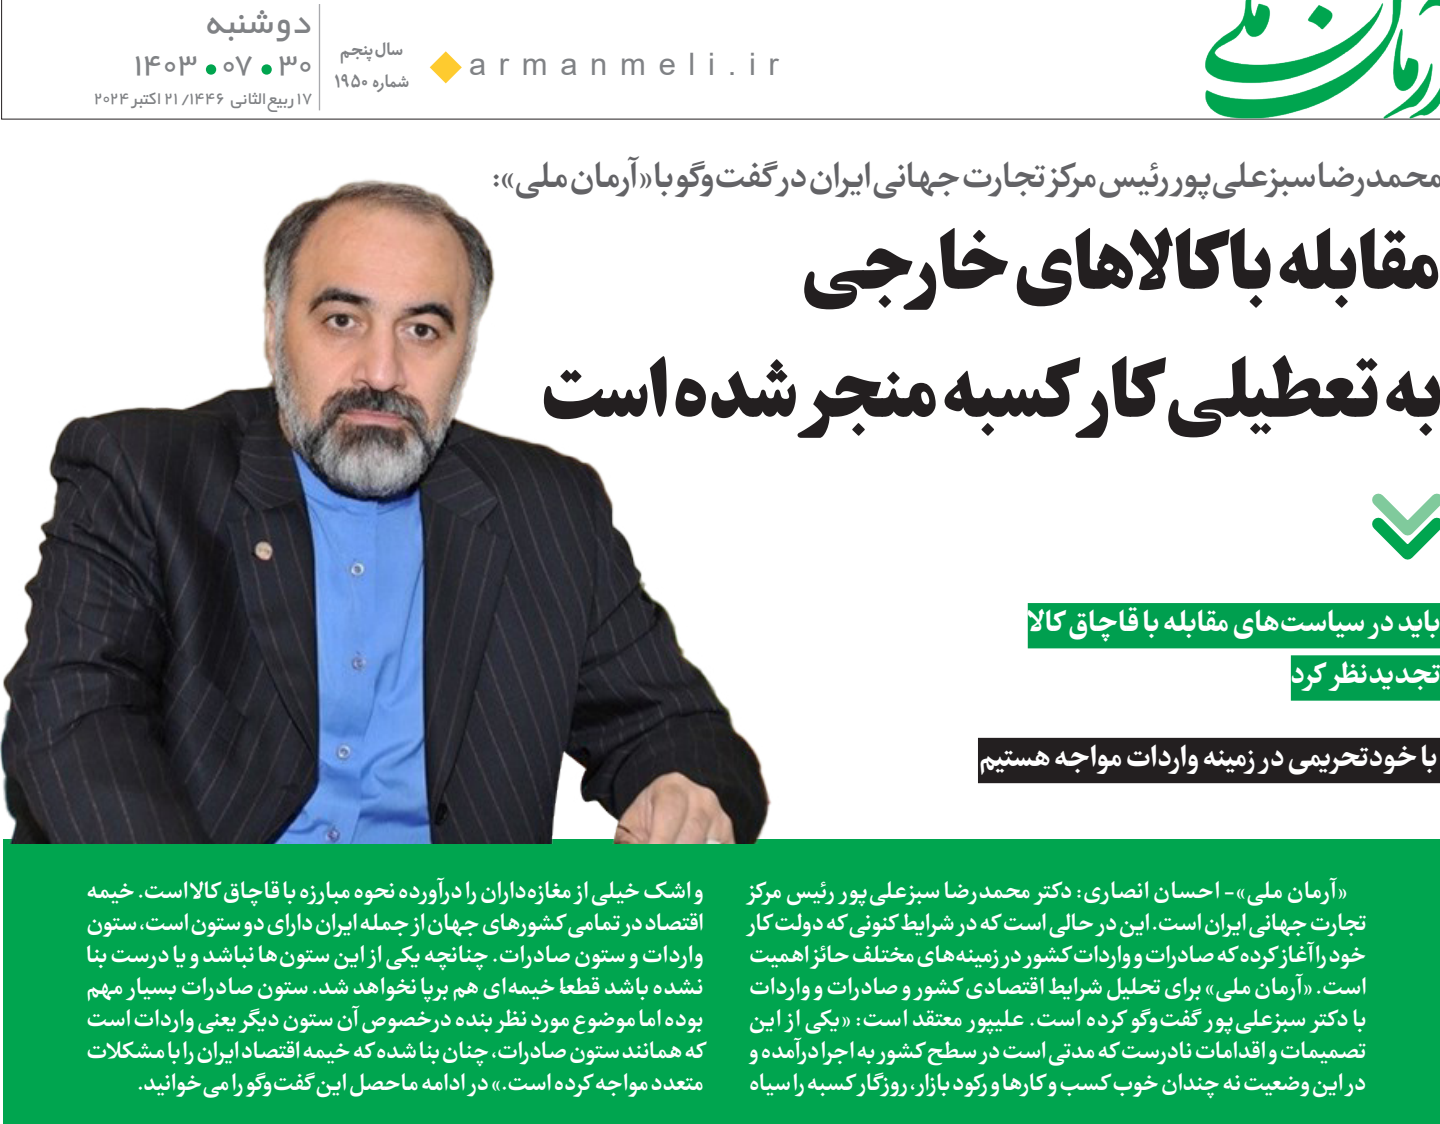 آرمان ملی
armanmeli.ir
سال پنجم
شماره ۱۹۵۰
دوشنبه
۱۴۰۳ • ۰۷ • ۳۰
۱۷ ربیع الثانی ۱۴۴۶/ ۲۱ اکتبر ۲۰۲۴
محمدرضا سبزعلی‌پور رئیس مرکز تجارت جهانی ایران در گفت‌وگو با «آرمان ملی»:
مقابله با کالاهای خارجی
به تعطیلی کار کسبه منجر شده است
باید در سیاست‌های مقابله با قاچاق کالا
تجدیدنظر کرد
با خودتحریمی در زمینه واردات مواجه هستیم
«آرمان ملی»- احسان انصاری: دکتر محمدرضا سبزعلی‌پور رئیس مرکز
تجارت جهانی ایران است. این در حالی است که در شرایط کنونی که دولت کار
خود را آغاز کرده که صادرات و واردات کشور در زمینه‌های مختلف حائز اهمیت
است. «آرمان ملی» برای تحلیل شرایط اقتصادی کشور و صادرات و واردات
با دکتر سبزعلی‌پور گفت‌وگو کرده است. علیپور معتقد است: «یکی از این
تصمیمات و اقدامات نادرست که مدتی است در سطح کشور به اجرا درآمده و
در این وضعیت نه چندان خوب کسب و کارها و رکود بازار، روزگار کسبه را سیاه
و اشک خیلی از مغازه‌داران را درآورده نحوه مبارزه با قاچاق کالا است. خیمه
اقتصاد در تمامی کشورهای جهان از جمله ایران دارای دو ستون است، ستون
واردات و ستون صادرات. چنانچه یکی از این ستون‌ها نباشد و یا درست بنا
نشده باشد قطعا خیمه‌ای هم برپا نخواهد شد. ستون صادرات بسیار مهم
بوده اما موضوع مورد نظر بنده درخصوص آن ستون دیگر یعنی واردات است
که همانند ستون صادرات، چنان بنا شده که خیمه اقتصاد ایران را با مشکلات
متعدد مواجه کرده است.» در ادامه ماحصل این گفت‌وگو را می‌خوانید.